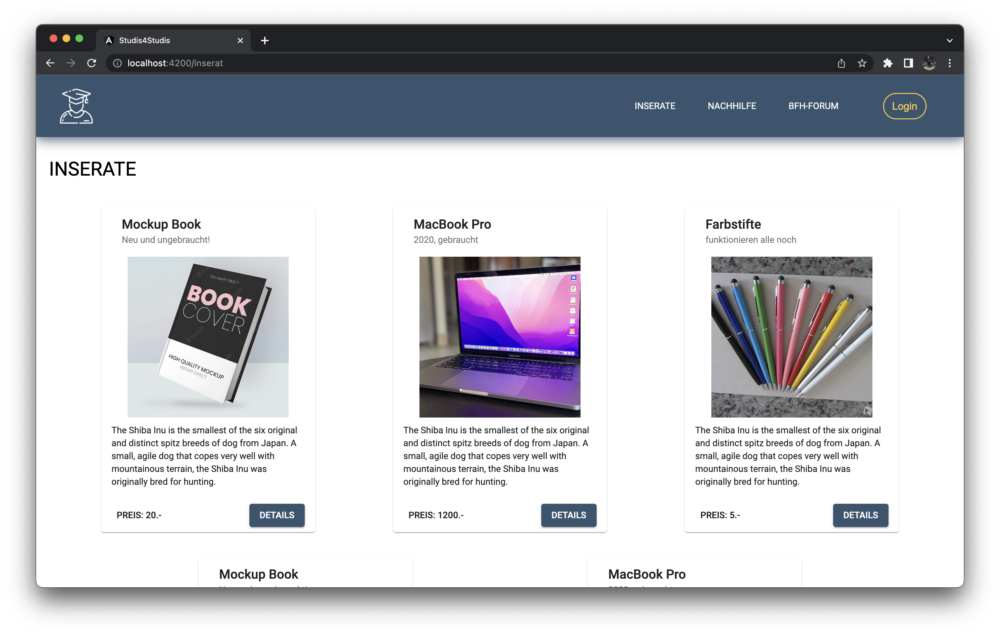 Studis4Studis
localhost:4200/inserat
INSERATE NACHHILFE BFH-FORUM Login
INSERATE
Mockup Book
Neu und ungebraucht!
PSD SMART OBJECT
BOOK
COVER
HIGH QUALITY MOCKUP
INSTANT EFFECT
freepik
The Shiba Inu is the smallest of the six original
and distinct spitz breeds of dog from Japan. A
small, agile dog that copes very well with
mountainous terrain, the Shiba Inu was
originally bred for hunting.
PREIS: 20.-
DETAILS
MacBook Pro
2020, gebraucht
MacBook Pro
The Shiba Inu is the smallest of the six original
and distinct spitz breeds of dog from Japan. A
small, agile dog that copes very well with
mountainous terrain, the Shiba Inu was
originally bred for hunting.
PREIS: 1200.-
DETAILS
Farbstifte
funktionieren alle noch
The Shiba Inu is the smallest of the six original
and distinct spitz breeds of dog from Japan. A
small, agile dog that copes very well with
mountainous terrain, the Shiba Inu was
originally bred for hunting.
PREIS: 5.-
DETAILS
Mockup Book
MacBook Pro